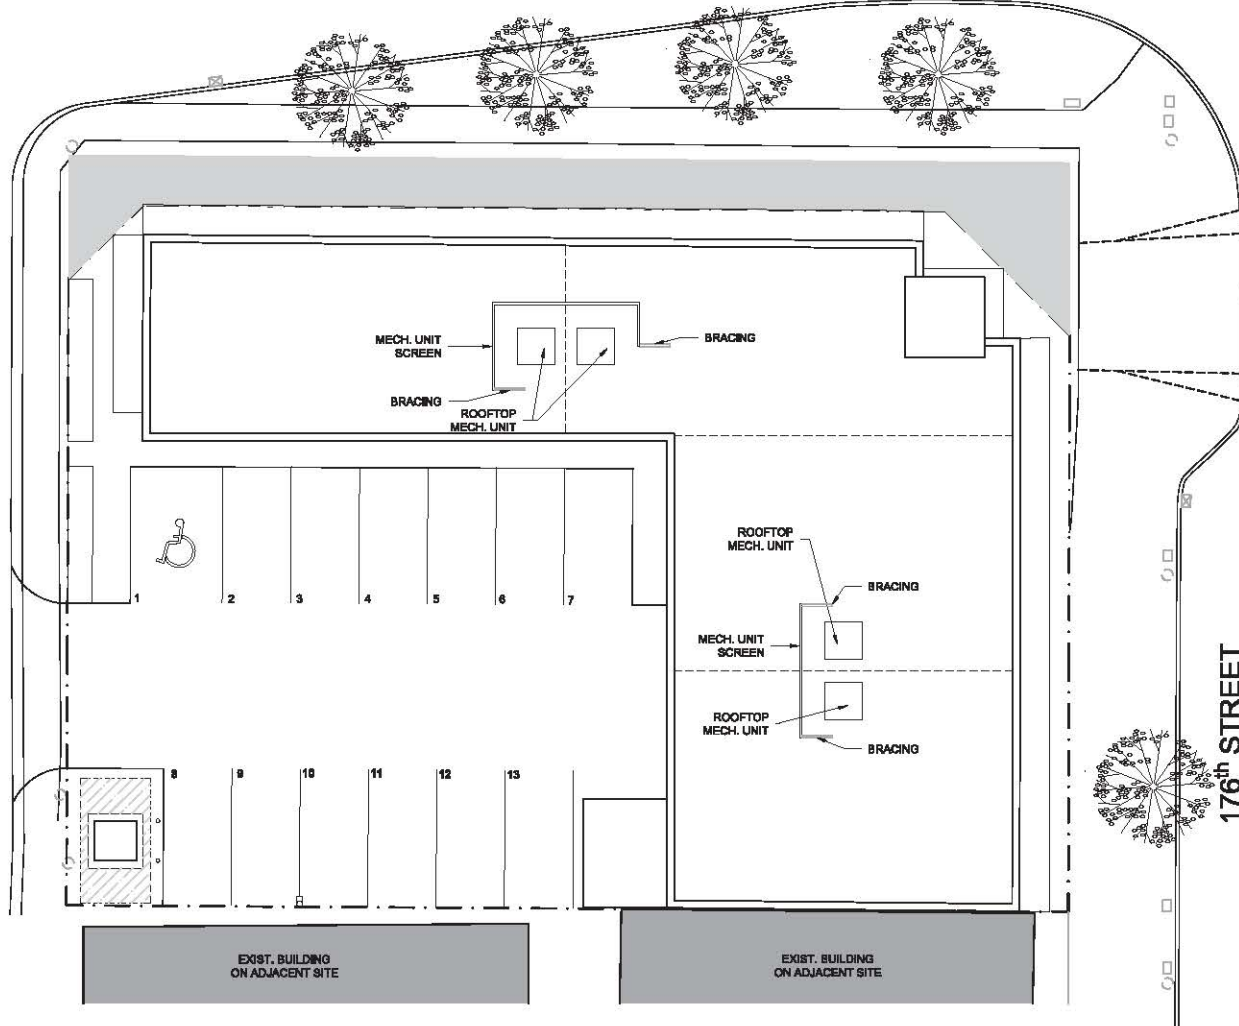 MECH. UNIT
SCREEN
BRACING
BRACING
ROOFTOP
MECH. UNIT
ROOFTOP
MECH. UNIT
BRACING
MECH. UNIT
SCREEN
ROOFTOP
MECH. UNIT
BRACING
1
2
3
4
5
6
7
8
9
10
11
12
13
176th STREET
EXIST. BUILDING
ON ADJACENT SITE
EXIST. BUILDING
ON ADJACENT SITE